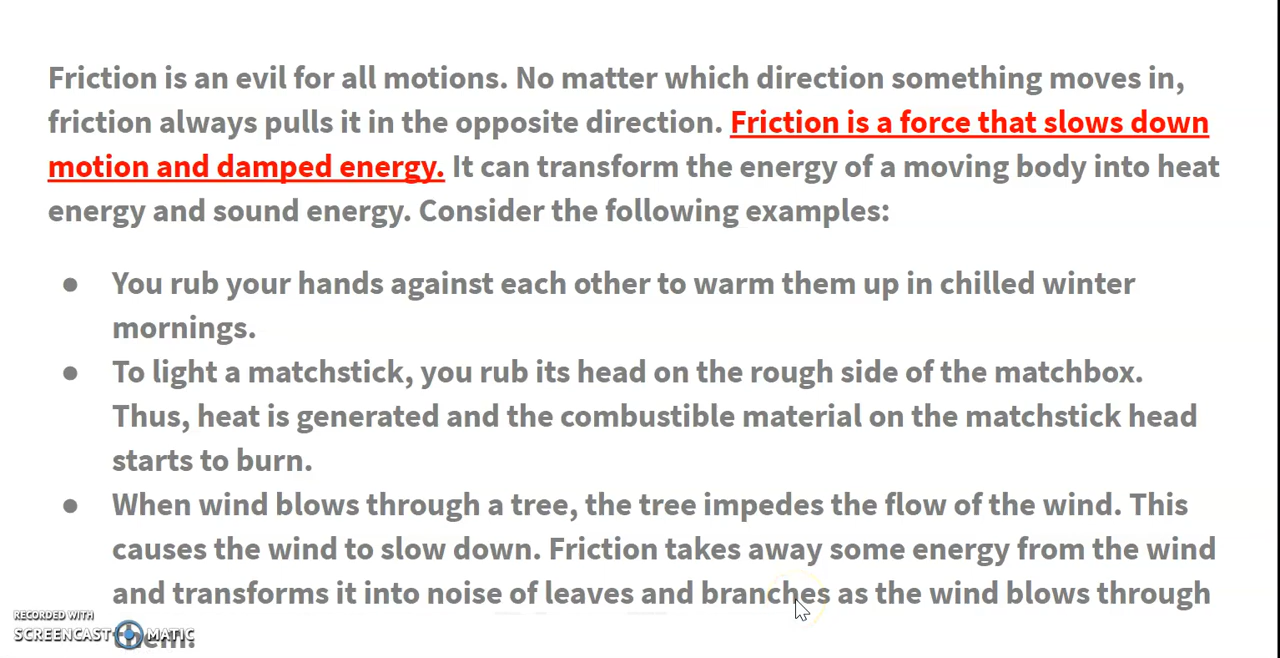 Friction is an evil for all motions. No matter which direction something moves in,
friction always pulls it in the opposite direction. Friction is a force that slows down
motion and damped energy. It can transform the energy of a moving body into heat
energy and sound energy. Consider the following examples:
● You rub your hands against each other to warm them up in chilled winter
mornings.
● To light a matchstick, you rub its head on the rough side of the matchbox.
Thus, heat is generated and the combustible material on the matchstick head
starts to burn.
● When wind blows through a tree, the tree impedes the flow of the wind. This
causes the wind to slow down. Friction takes away some energy from the wind
and transforms it into noise of leaves and branches as the wind blows through
them.
RECORDED WITH
SCREENCAST MATIC